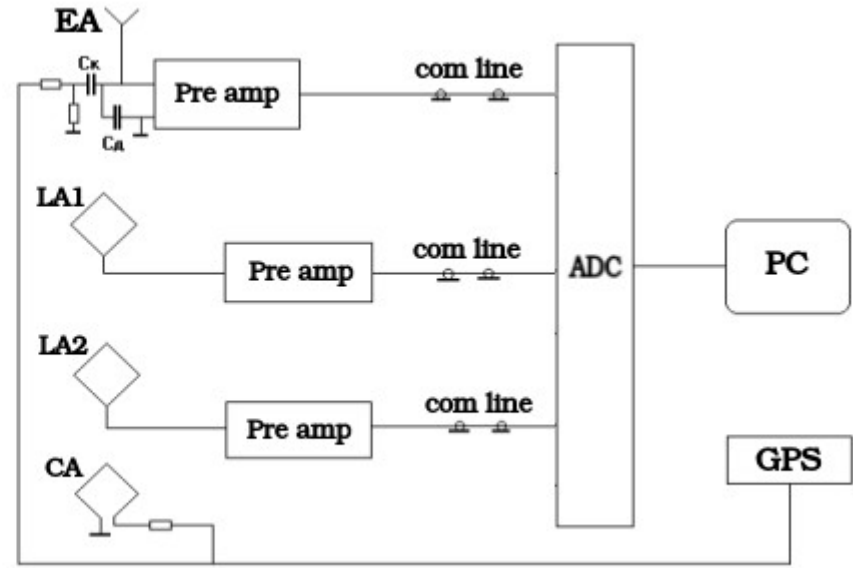 EA
Cк
Pre amp
com line
Cд
LA1
com line
Pre amp
ADC
PC
LA2
com line
Pre amp
CA
GPS